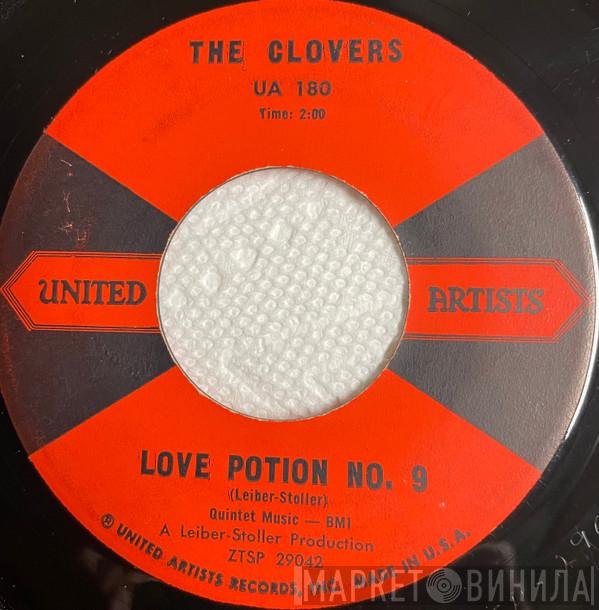 THE CLOVERS
UA 180
Time: 2:00
UNITED ARTISTS
LOVE POTION NO. 9
(Leiber-Stoller)
Quintet Music — BMI
A Leiber-Stoller Production
ZTSP 29042
® UNITED ARTISTS RECORDS, INC. MADE IN U.S.A.
МАРКЕТ ВИНИЛА